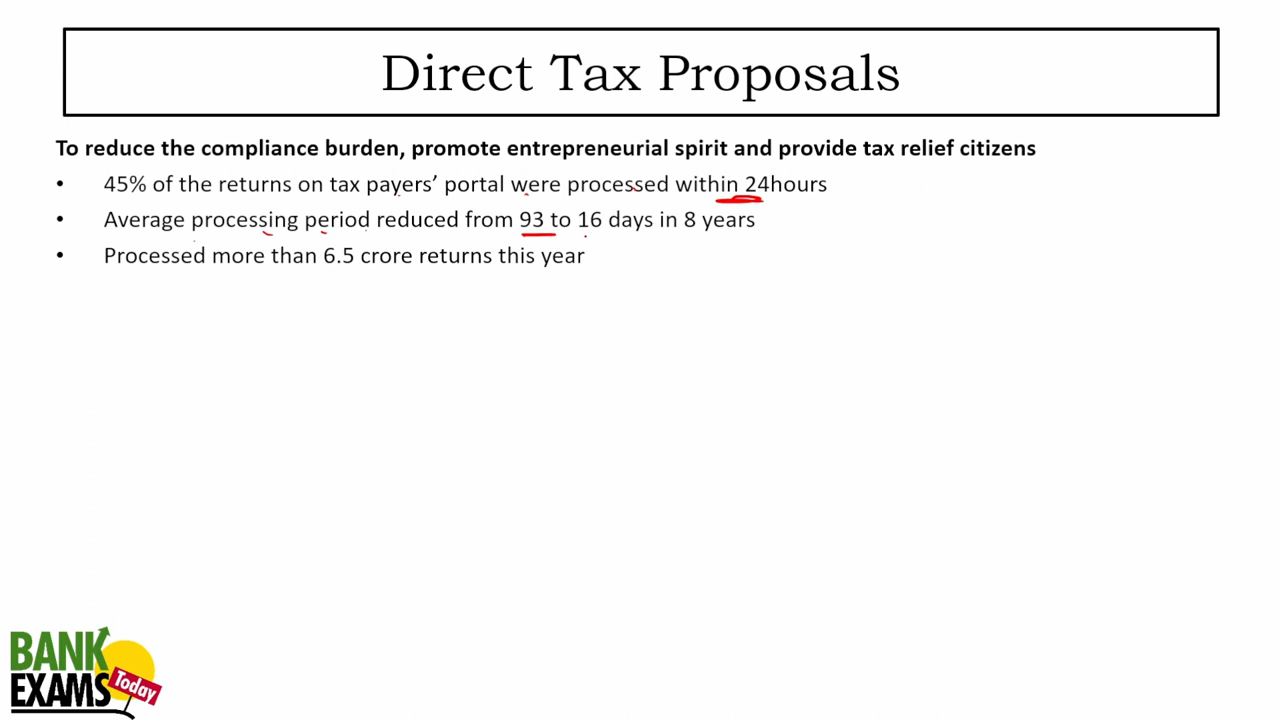 Direct Tax Proposals
To reduce the compliance burden, promote entrepreneurial spirit and provide tax relief citizens
• 45% of the returns on tax payers’ portal were processed within 24hours
• Average processing period reduced from 93 to 16 days in 8 years
• Processed more than 6.5 crore returns this year
BANK
EXAMS
Today